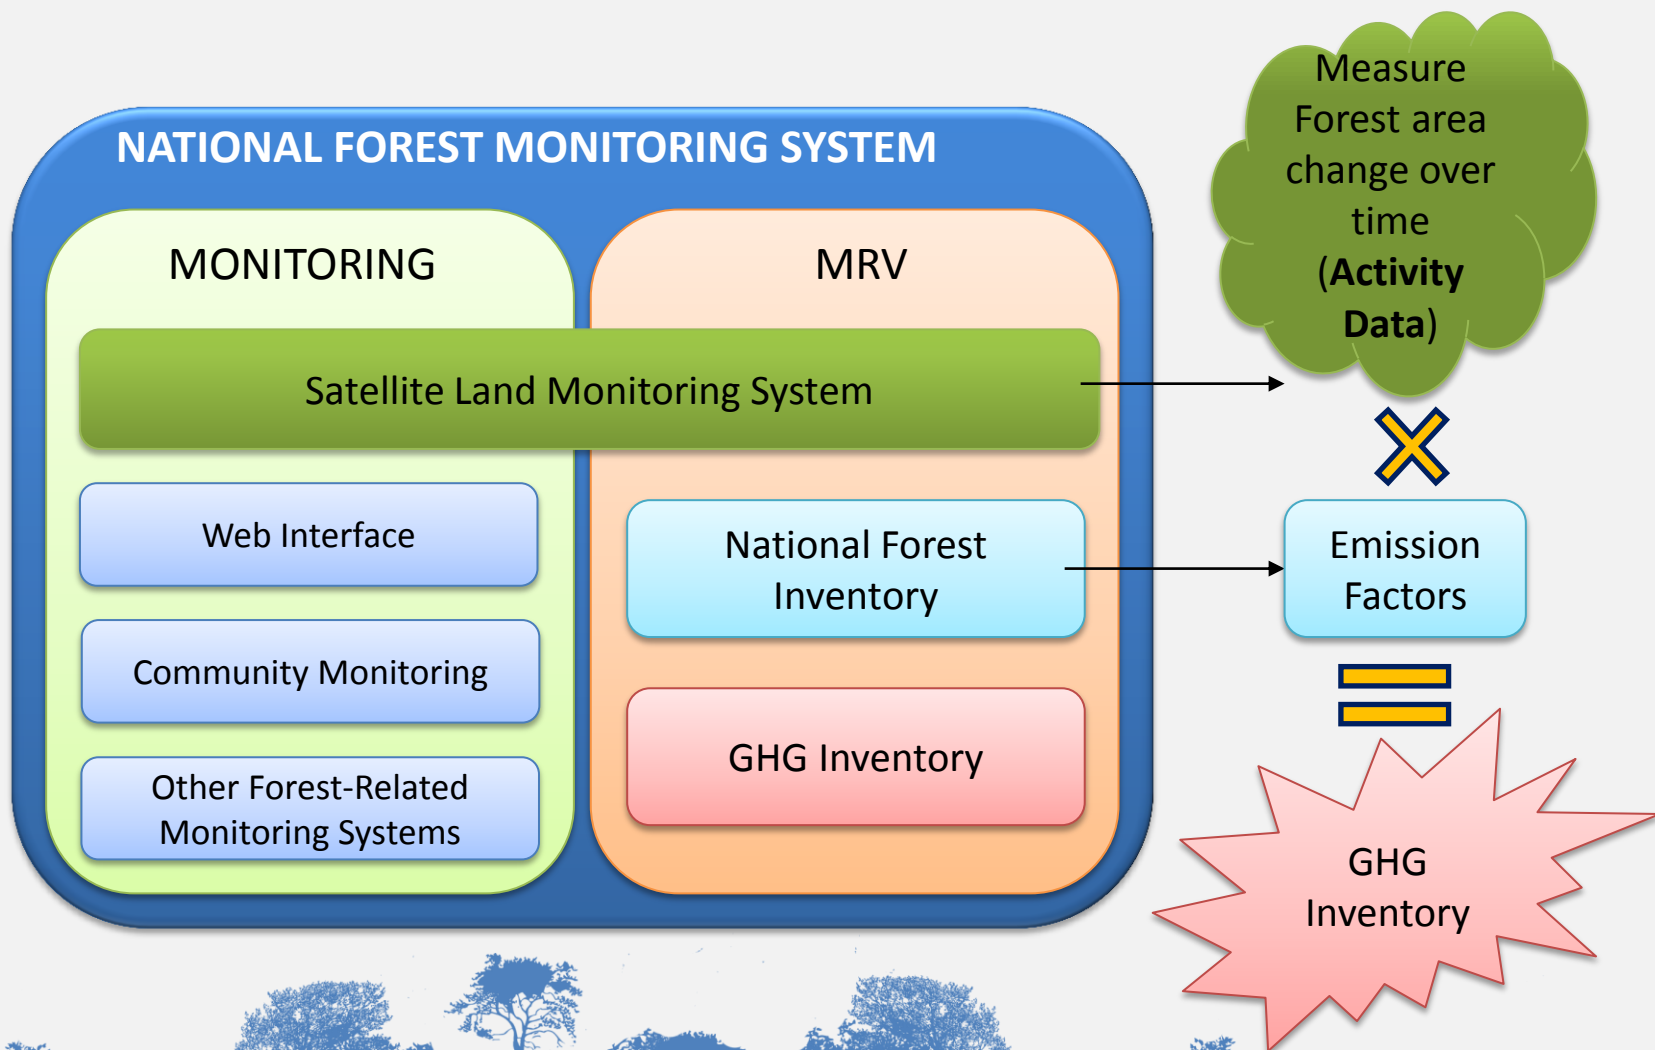 NATIONAL FOREST MONITORING SYSTEM
MONITORING
Satellite Land Monitoring System
Web Interface
Community Monitoring
Other Forest-Related
Monitoring Systems
MRV
National Forest
Inventory
GHG Inventory
Measure
Forest area
change over
time
(Activity
Data)
Emission
Factors
GHG
Inventory